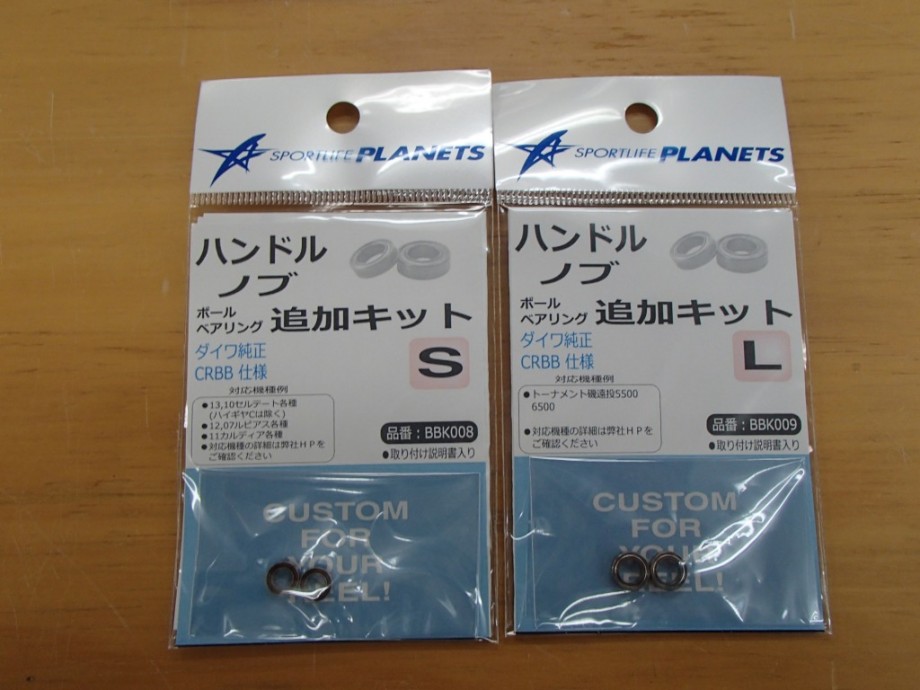 SPORTLIFE PLANETS
ハンドル
ノブ
ボール
ベアリング 追加キット
ダイワ純正
CRBB 仕様
S
対応機種例
●13,10セルテート各種
(ハイギヤCは除く)
●12,07ルビアス各種
●11カルディア各種
●対応機種の詳細は弊社HPを
ご確認ください
品番:BBK008
●取り付け説明書入り
CUSTOM
FOR
YOUR
REEL!
SPORTLIFE PLANETS
ハンドル
ノブ
ボール
ベアリング 追加キット
ダイワ純正
CRBB 仕様
L
対応機種例
●トーナメント磯遠投5500
6500
●対応機種の詳細は弊社HPを
ご確認ください
品番:BBK009
●取り付け説明書入り
CUSTOM
FOR
YOUR
REEL!